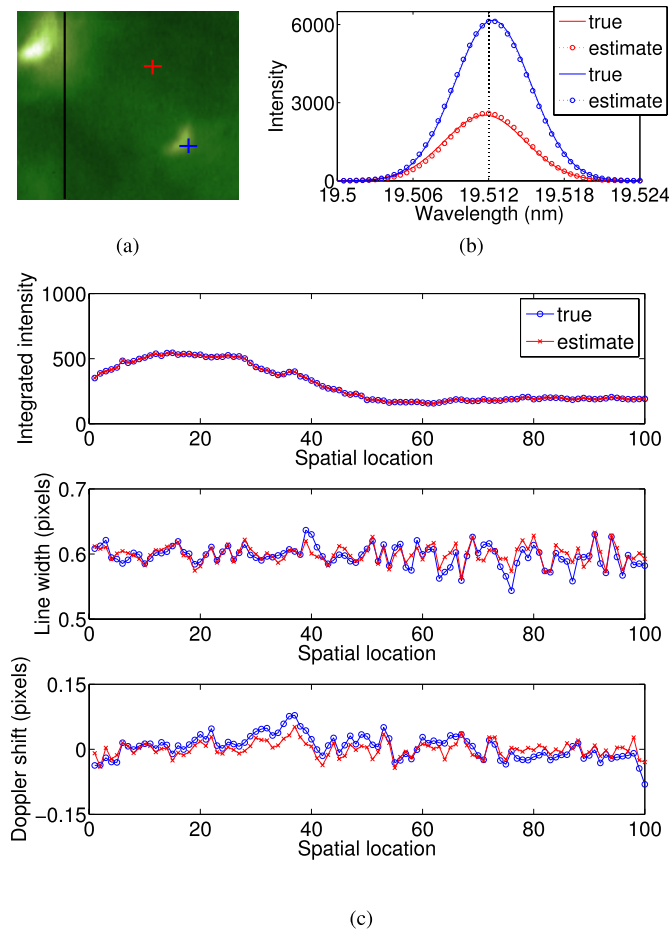 6000
3000
0
Intensity
19.5
19.506
19.512
19.518
19.524
Wavelength (nm)
true
estimate
true
estimate
(a)
(b)
1000
500
0
Integrated intensity
0
20
40
60
80
100
Spatial location
true
estimate
0.7
0.6
0.5
Line width (pixels)
0
20
40
60
80
100
Spatial location
0.15
0
−0.15
Doppler shift (pixels)
0
20
40
60
80
100
Spatial location
(c)